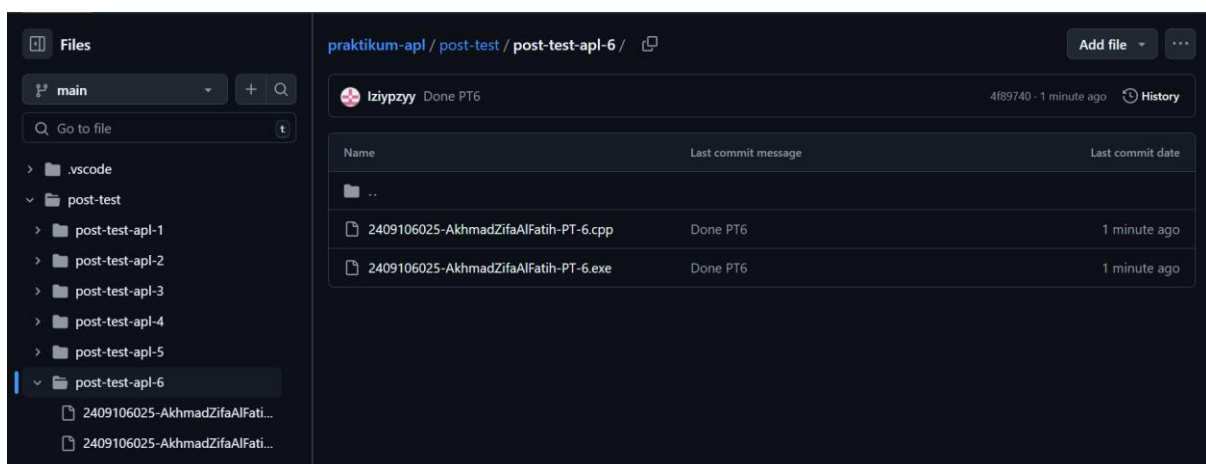 Files
main
Go to file
t
.vscode
post-test
post-test-apl-1
post-test-apl-2
post-test-apl-3
post-test-apl-4
post-test-apl-5
post-test-apl-6
2409106025-AkhmadZifaAlFati...
2409106025-AkhmadZifaAlFati...
praktikum-apl / post-test / post-test-apl-6 /
Add file
Iziypzyy Done PT6
4f89740 · 1 minute ago History
Name Last commit message Last commit date
..
2409106025-AkhmadZifaAlFatih-PT-6.cpp Done PT6 1 minute ago
2409106025-AkhmadZifaAlFatih-PT-6.exe Done PT6 1 minute ago